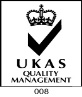 UKAS
QUALITY
MANAGEMENT
008